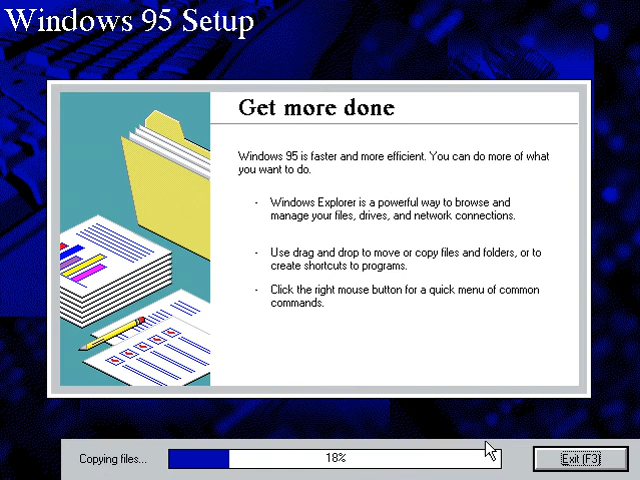 Windows 95 Setup
Get more done
Windows 95 is faster and more efficient. You can do more of what
you want to do.
- Windows Explorer is a powerful way to browse and
manage your files, drives, and network connections.
- Use drag and drop to move or copy files and folders, or to
create shortcuts to programs.
- Click the right mouse button for a quick menu of common
commands.
Copying files... 18% Exit (F3)